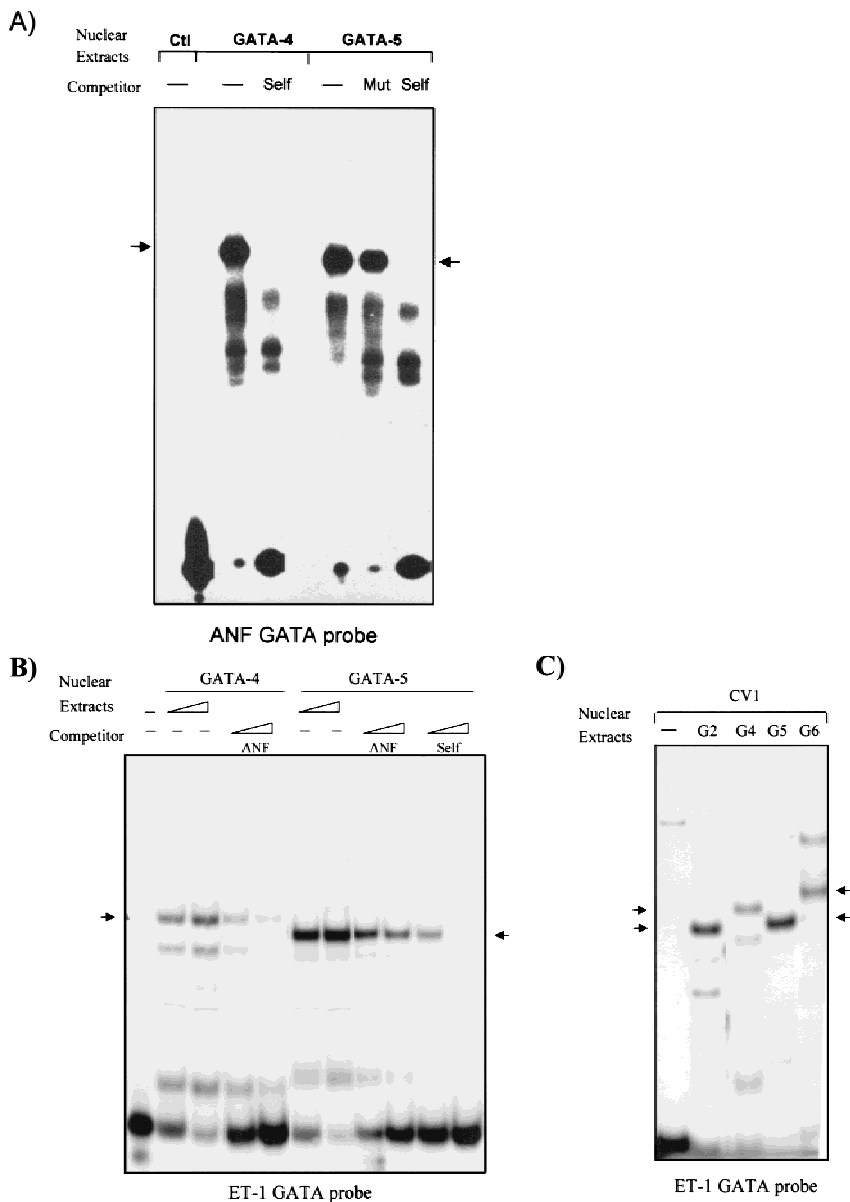 A)
Nuclear Extracts
Ctl GATA-4 GATA-5
Competitor — — Self — Mut Self
ANF GATA probe
B)
Nuclear Extracts
GATA-4 GATA-5
–
Competitor – – – ANF – – ANF Self
ET-1 GATA probe
C)
CV1
Nuclear Extracts
— G2 G4 G5 G6
ET-1 GATA probe